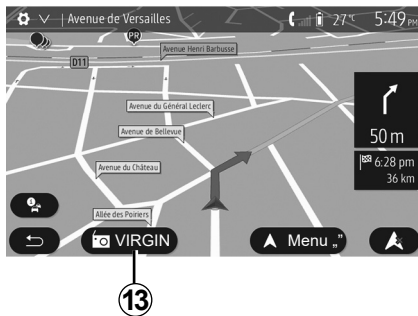 Avenue de Versailles
27°C
5:49 PM
PR
Avenue Henri Barbusse
D11
Avenue du Général Leclerc
50 m
Avenue de Bellevue
6:28 pm
36 km
Avenue du Château
Allée des Poiriers
VIRGIN
Menu „”
13